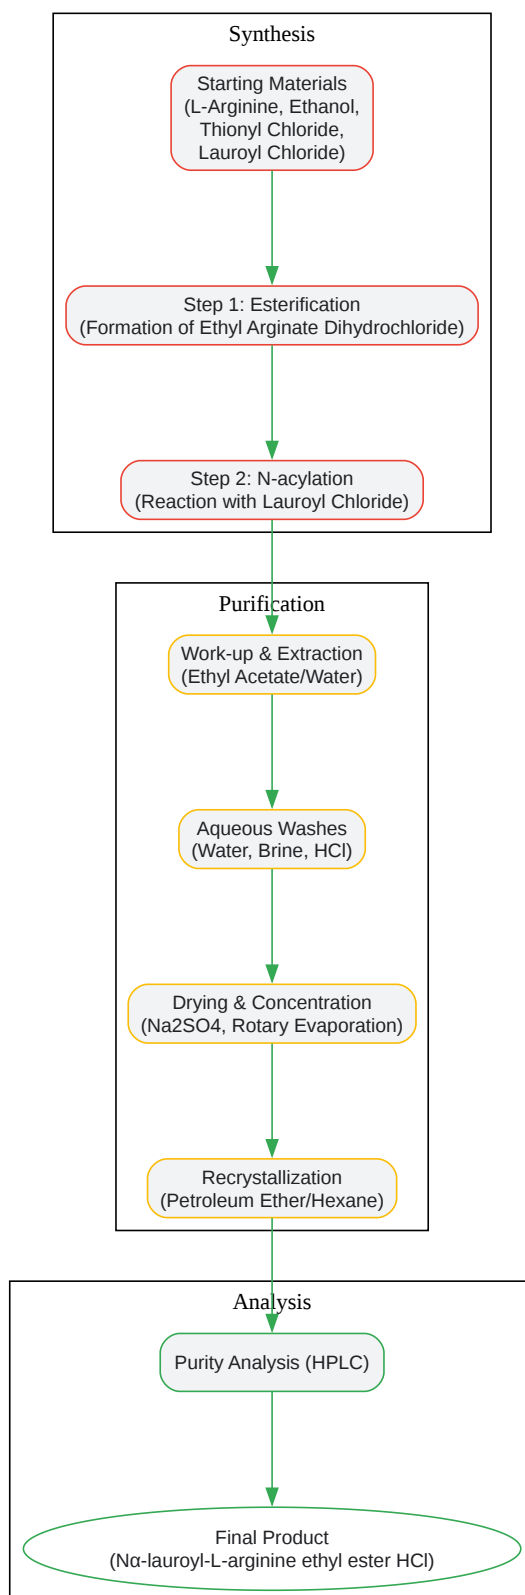 Synthesis
Starting Materials
(L-Arginine, Ethanol,
Thionyl Chloride,
Lauroyl Chloride)
Step 1: Esterification
(Formation of Ethyl Arginate Dihydrochloride)
Step 2: N-acylation
(Reaction with Lauroyl Chloride)
Purification
Work-up & Extraction
(Ethyl Acetate/Water)
Aqueous Washes
(Water, Brine, HCl)
Drying & Concentration
(Na2SO4, Rotary Evaporation)
Recrystallization
(Petroleum Ether/Hexane)
Analysis
Purity Analysis (HPLC)
Final Product
(Nα-lauroyl-L-arginine ethyl ester HCl)